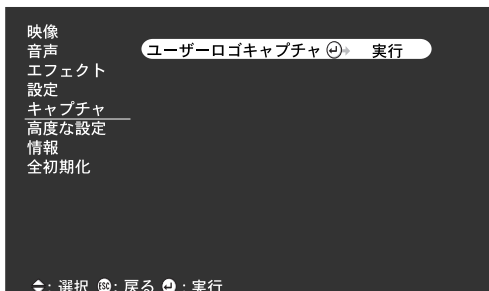 映像
音声
ユーザーロゴキャプチャ 実行
エフェクト
設定
キャプチャ
高度な設定
情報
全初期化
: 選択 ESC : 戻る : 実行